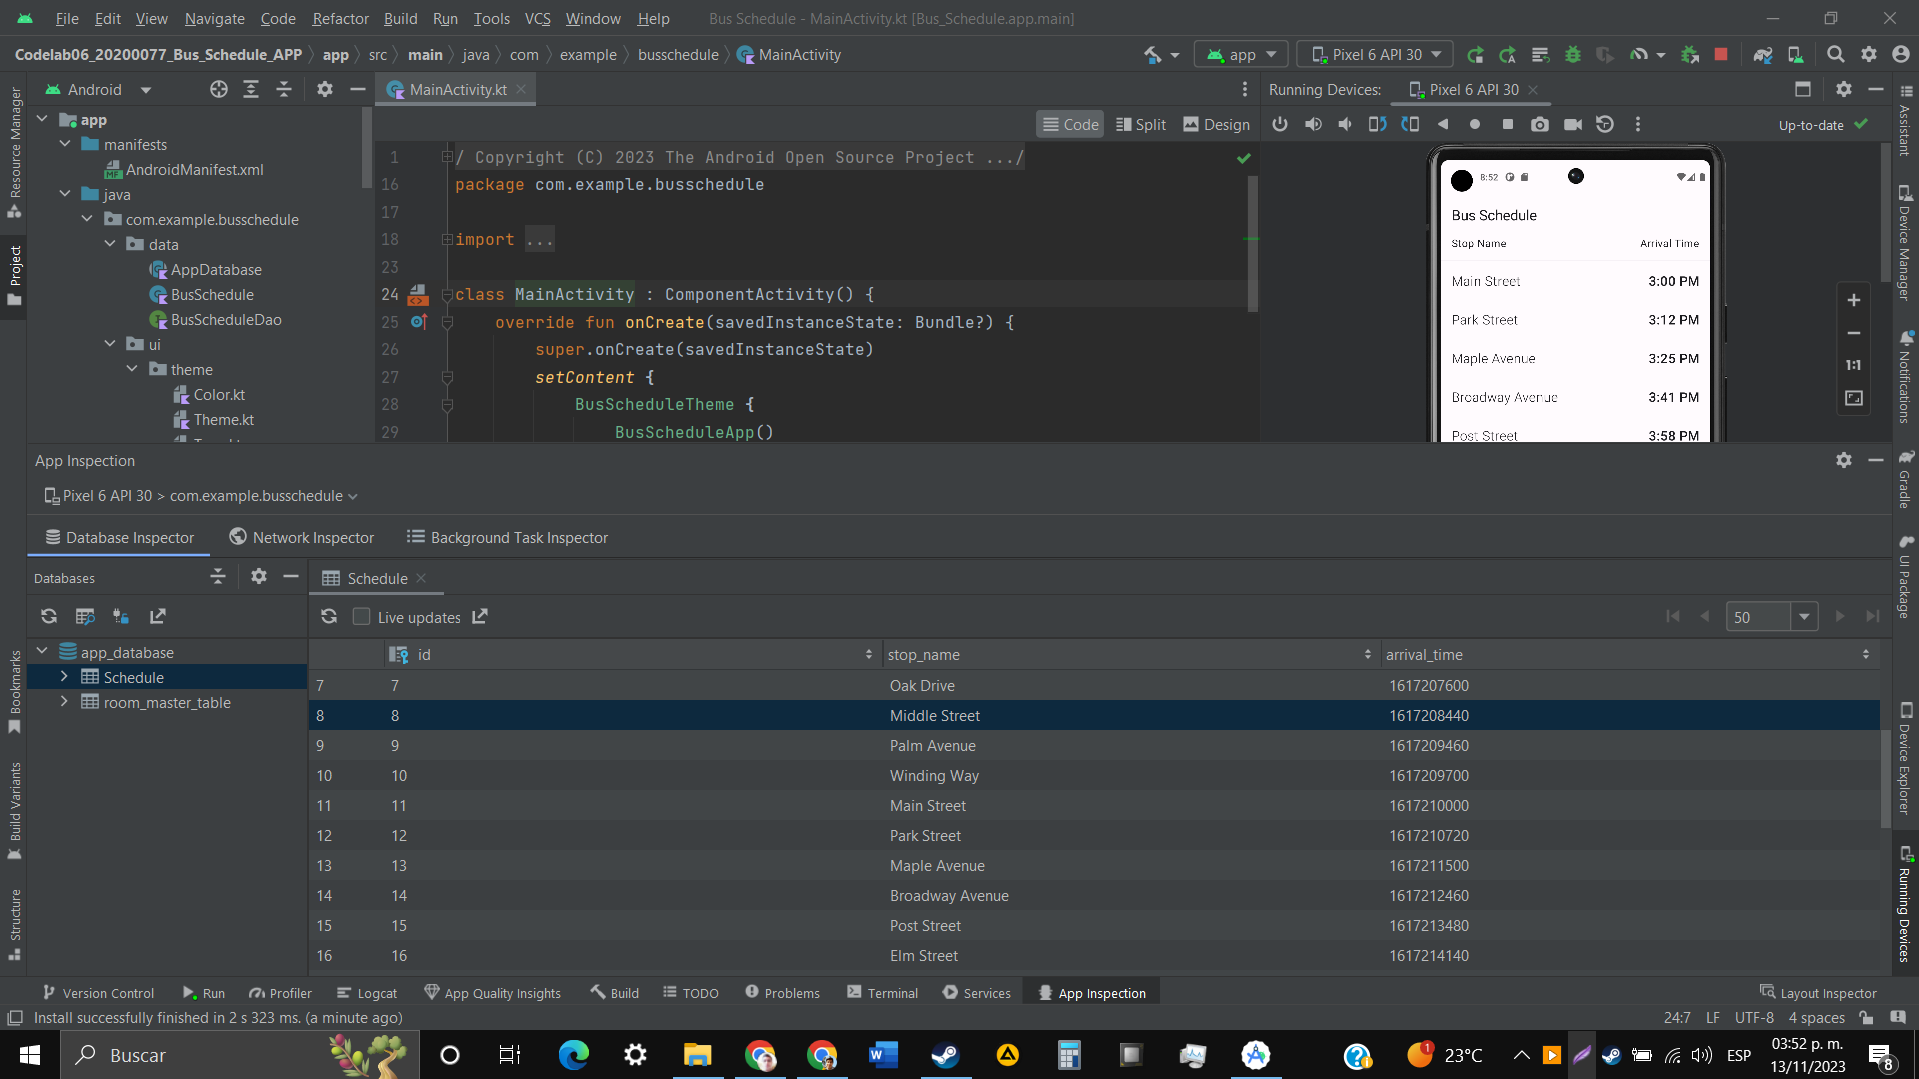 File Edit View Navigate Code Refactor Build Run Tools VCS Window Help Bus Schedule - MainActivity.kt [Bus_Schedule.app.main]
Codelab06_20200077_Bus_Schedule_APP app src main java com example busschedule MainActivity app Pixel 6 API 30
Android MainActivity.kt Running Devices: Pixel 6 API 30
Code Split Design Up-to-date
app
manifests
AndroidManifest.xml
java
com.example.busschedule
data
AppDatabase
BusSchedule
BusScheduleDao
ui
theme
Color.kt
Theme.kt
1 / Copyright (C) 2023 The Android Open Source Project .../
16 package com.example.busschedule
17
18 import ...
23
24 class MainActivity : ComponentActivity() {
25 override fun onCreate(savedInstanceState: Bundle?) {
26 super.onCreate(savedInstanceState)
27 setContent {
28 BusScheduleTheme {
29 BusScheduleApp()
8:52
Bus Schedule
Stop Name Arrival Time
Main Street 3:00 PM
Park Street 3:12 PM
Maple Avenue 3:25 PM
Broadway Avenue 3:41 PM
Post Street 3:58 PM
1:1
Resource Manager
Project
Bookmarks
Build Variants
Structure
Assistant
Device Manager
Notifications
Gradle
UI Package
Device Explorer
Running Devices
App Inspection
Pixel 6 API 30 > com.example.busschedule
Database Inspector Network Inspector Background Task Inspector
Databases Schedule
Live updates 50
app_database
Schedule
room_master_table
id stop_name arrival_time
7 7 Oak Drive 1617207600
8 8 Middle Street 1617208440
9 9 Palm Avenue 1617209460
10 10 Winding Way 1617209700
11 11 Main Street 1617210000
12 12 Park Street 1617210720
13 13 Maple Avenue 1617211500
14 14 Broadway Avenue 1617212460
15 15 Post Street 1617213480
16 16 Elm Street 1617214140
Version Control Run Profiler Logcat App Quality Insights Build TODO Problems Terminal Services App Inspection Layout Inspector
Install successfully finished in 2 s 323 ms. (a minute ago) 24:7 LF UTF-8 4 spaces
Buscar 1 23°C ESP 03:52 p. m.
13/11/2023 8